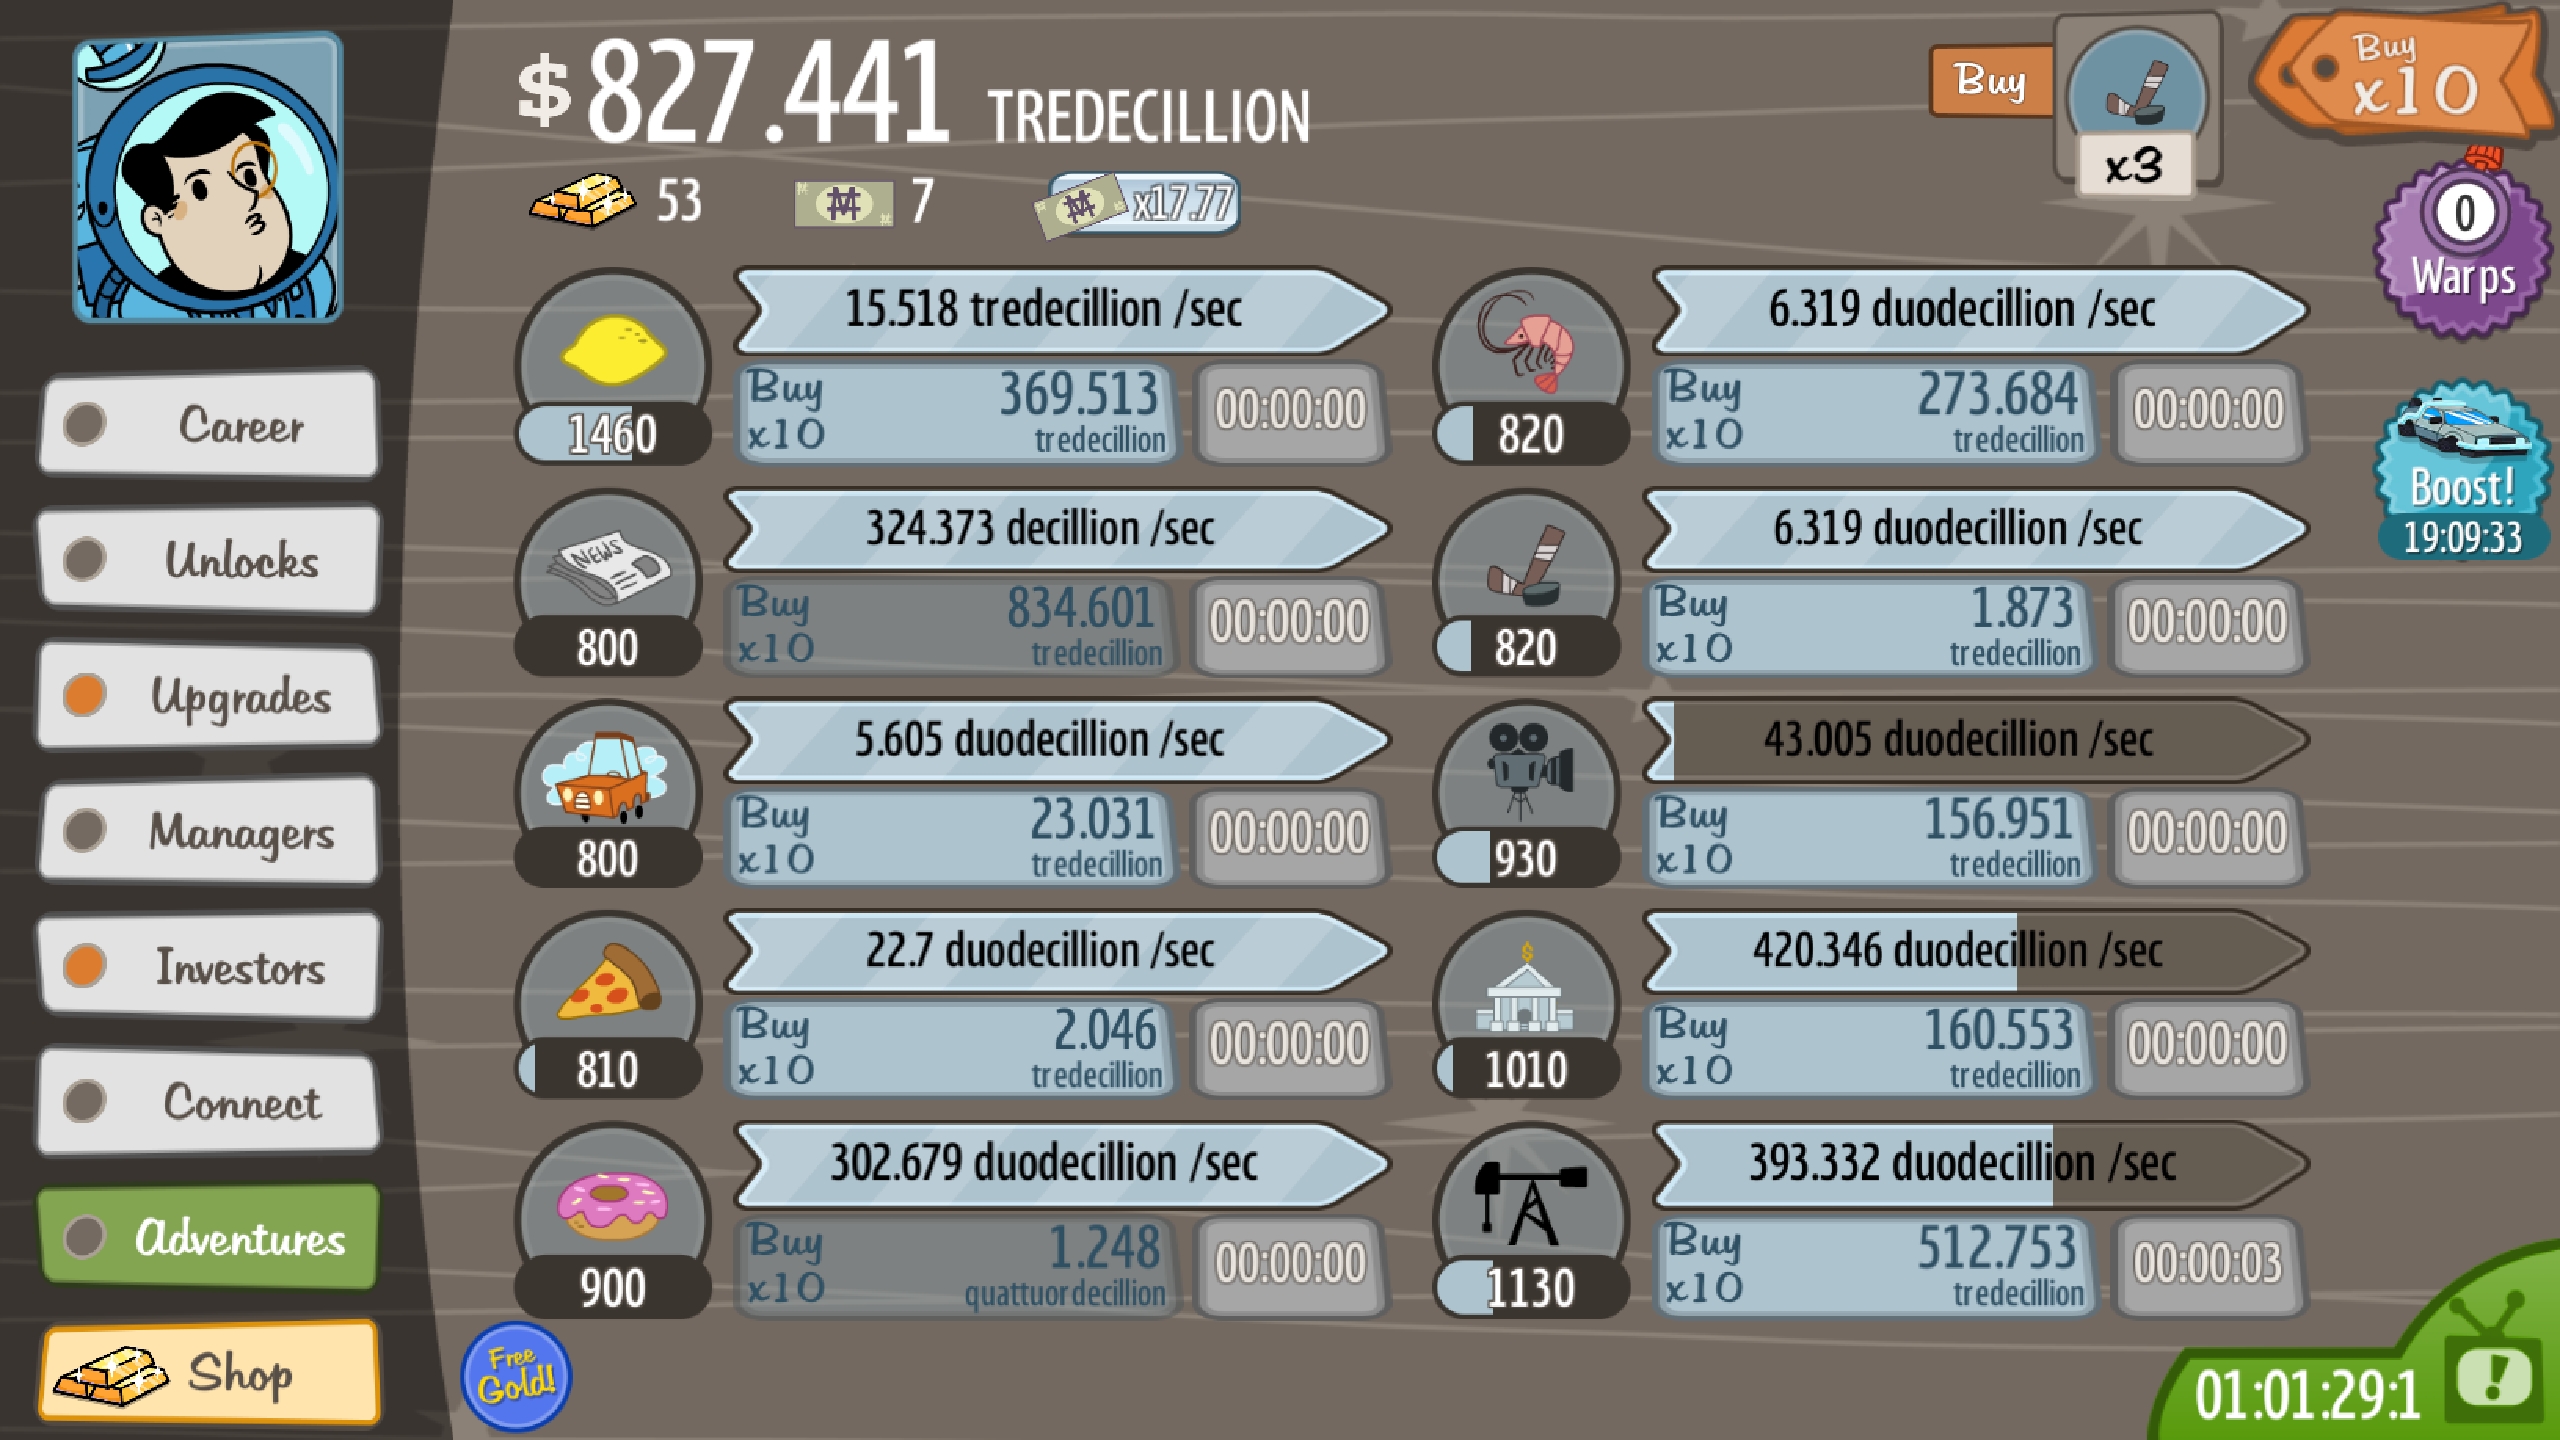 $827.441 TREDECILLION
53 7 x17.77
Buy x3
Buy
x10
0
Warps
Boost!
19:09:33
Career
Unlocks
Upgrades
Managers
Investors
Connect
Adventures
Shop
15.518 tredecillion /sec
1460
Buy x10
369.513 tredecillion
00:00:00
6.319 duodecillion /sec
820
Buy x10
273.684 tredecillion
00:00:00
NEWS
324.373 decillion /sec
800
Buy x10
834.601 tredecillion
00:00:00
6.319 duodecillion /sec
820
Buy x10
1.873 tredecillion
00:00:00
5.605 duodecillion /sec
800
Buy x10
23.031 tredecillion
00:00:00
43.005 duodecillion /sec
930
Buy x10
156.951 tredecillion
00:00:00
22.7 duodecillion /sec
810
Buy x10
2.046 tredecillion
00:00:00
$
420.346 duodecillion /sec
1010
Buy x10
160.553 tredecillion
00:00:00
302.679 duodecillion /sec
900
Buy x10
1.248 quattuordecillion
00:00:00
393.332 duodecillion /sec
1130
Buy x10
512.753 tredecillion
00:00:03
Free
Gold!
01:01:29:1
!